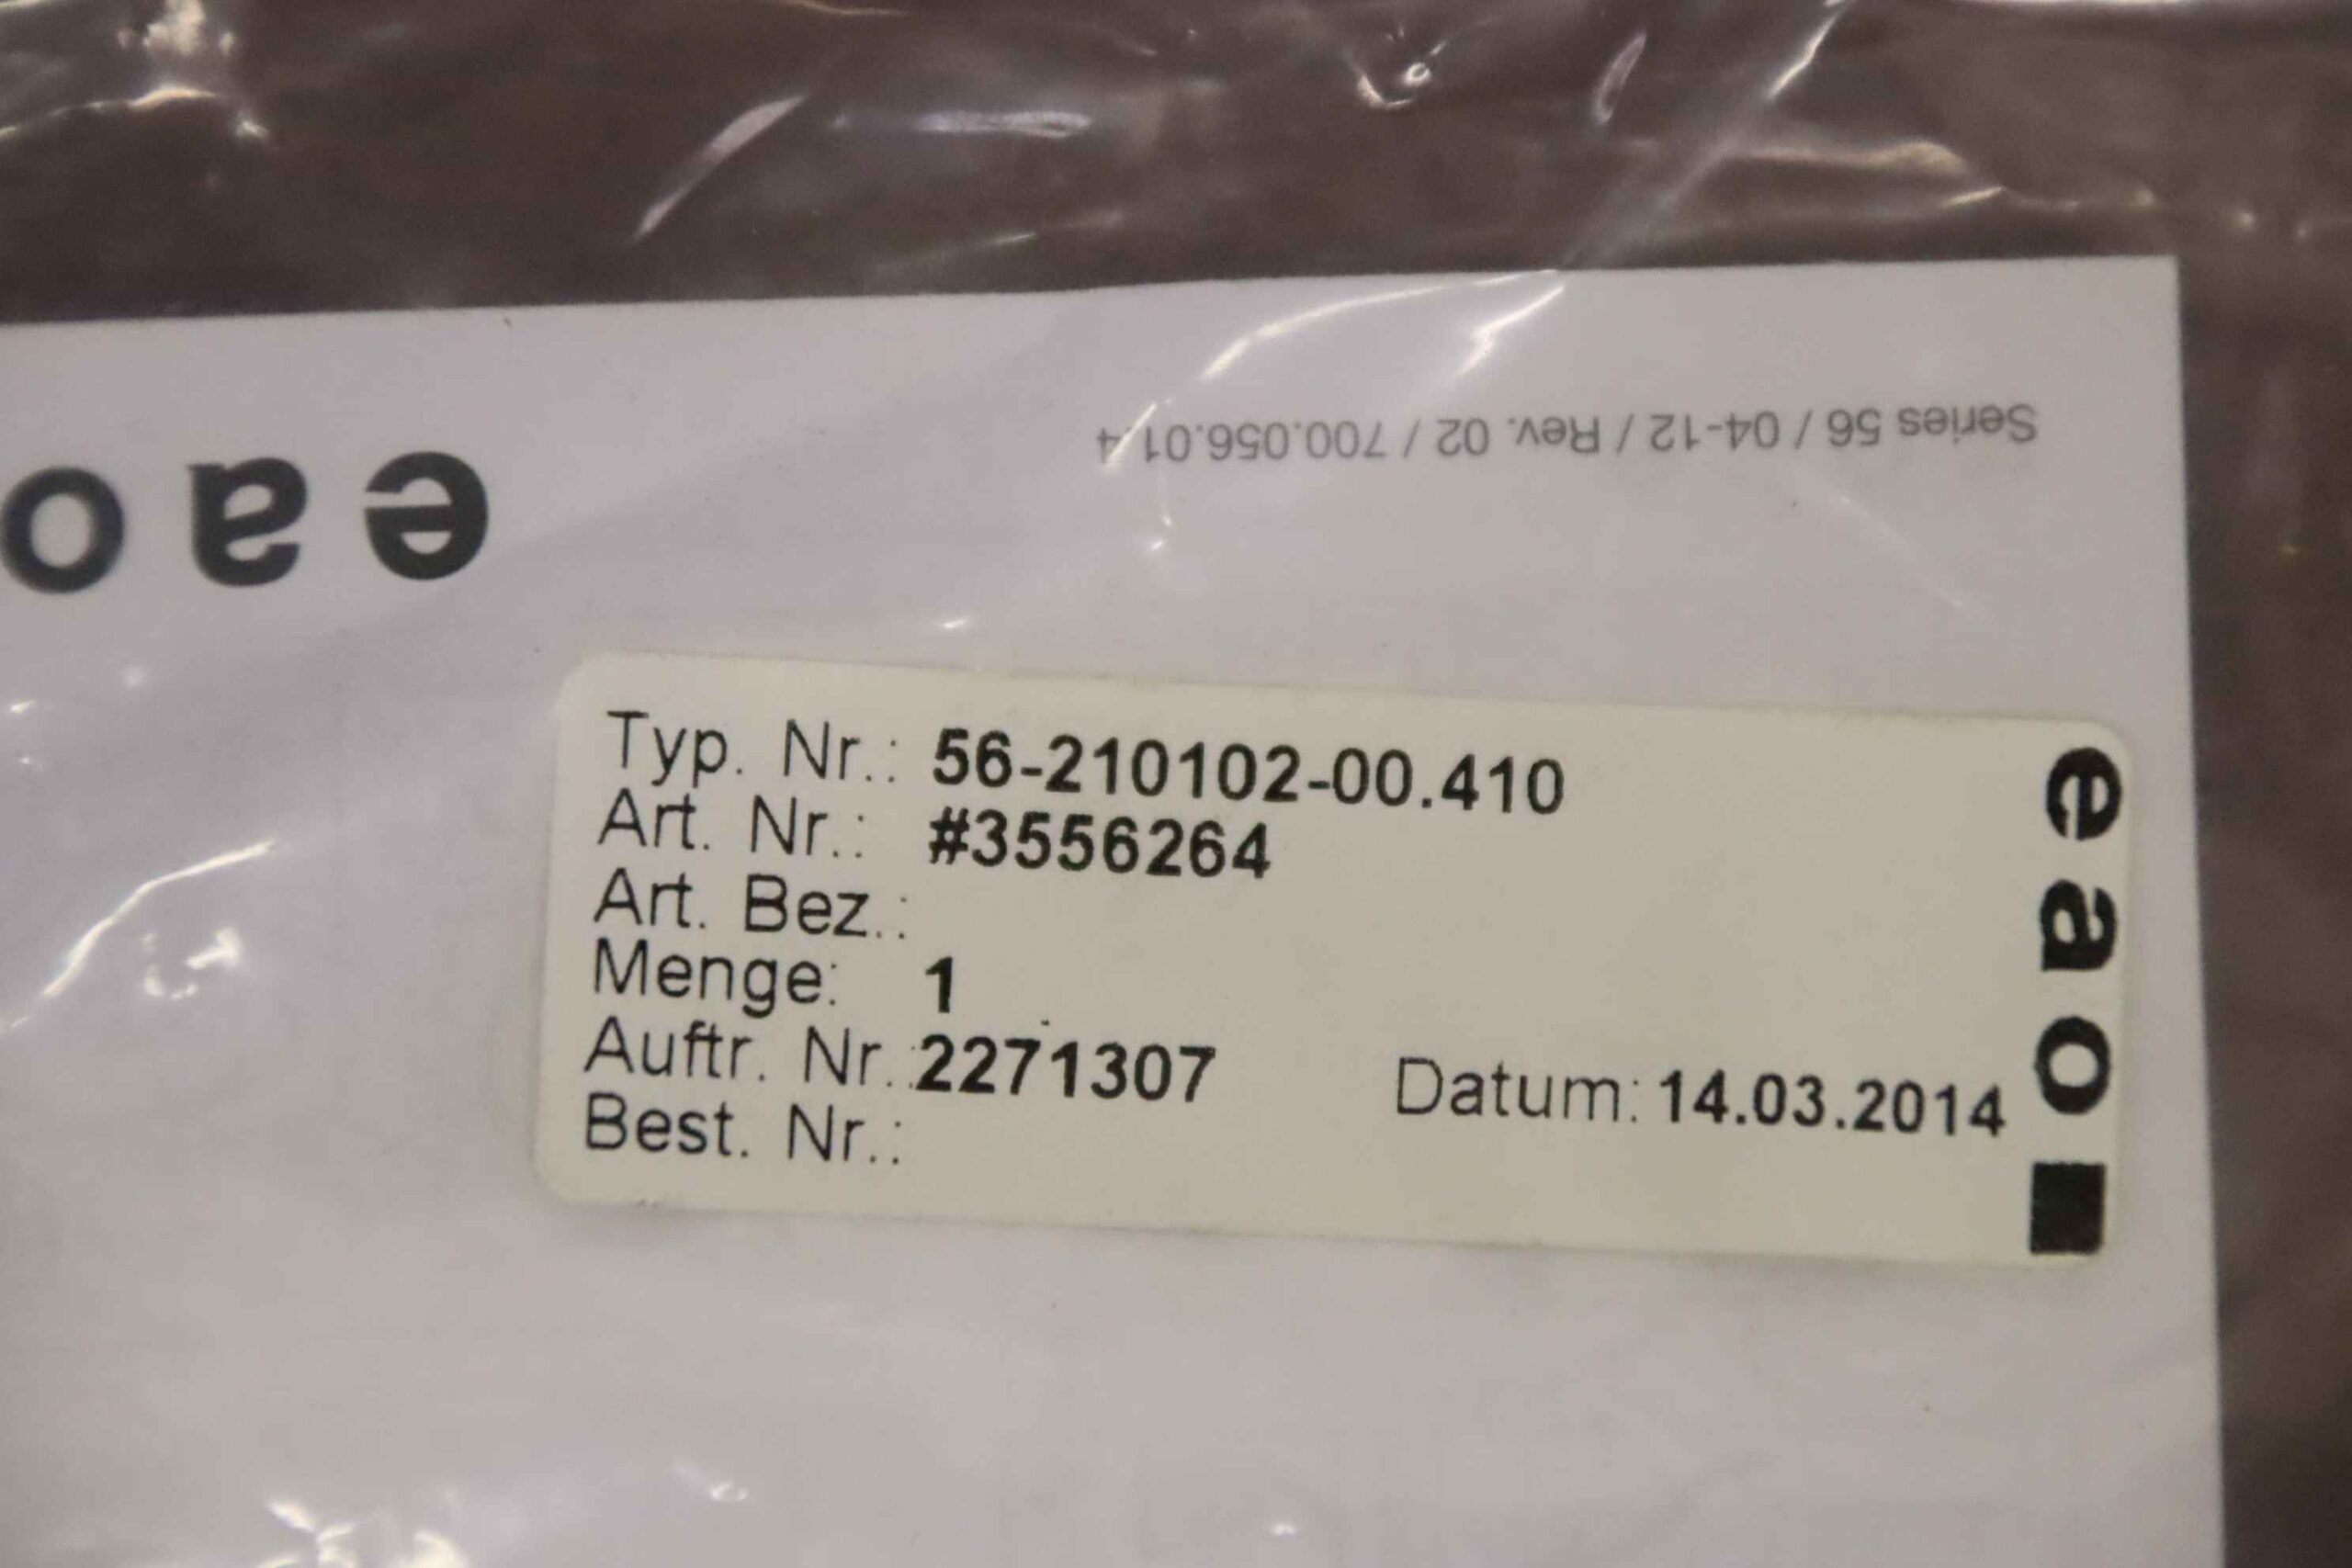 Series 56 / 04-12 / Rev. 02 / 700.056.01.4
eao
Typ. Nr.: 56-210102-00.410
Art. Nr.: #3556264
Art. Bez.:
Menge: 1
Auftr. Nr.:2271307 Datum: 14.03.2014
Best. Nr.:
eao